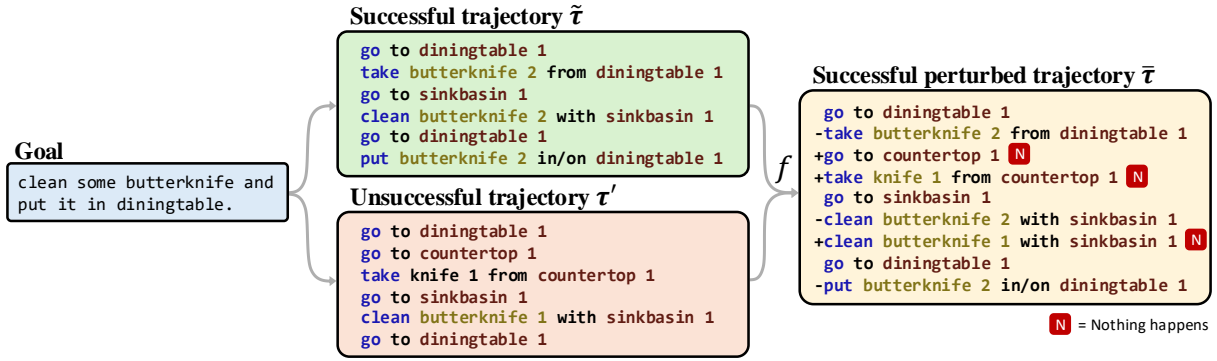 Goal
clean some butterknife and
put it in diningtable.
Successful trajectory τ̃
go to diningtable 1
take butterknife 2 from diningtable 1
go to sinkbasin 1
clean butterknife 2 with sinkbasin 1
go to diningtable 1
put butterknife 2 in/on diningtable 1
Unsuccessful trajectory τ′
go to diningtable 1
go to countertop 1
take knife 1 from countertop 1
go to sinkbasin 1
clean butterknife 1 with sinkbasin 1
go to diningtable 1
f
Successful perturbed trajectory τ̄
go to diningtable 1
-take butterknife 2 from diningtable 1
+go to countertop 1 N
+take knife 1 from countertop 1 N
go to sinkbasin 1
-clean butterknife 2 with sinkbasin 1
+clean butterknife 1 with sinkbasin 1 N
go to diningtable 1
-put butterknife 2 in/on diningtable 1
N = Nothing happens